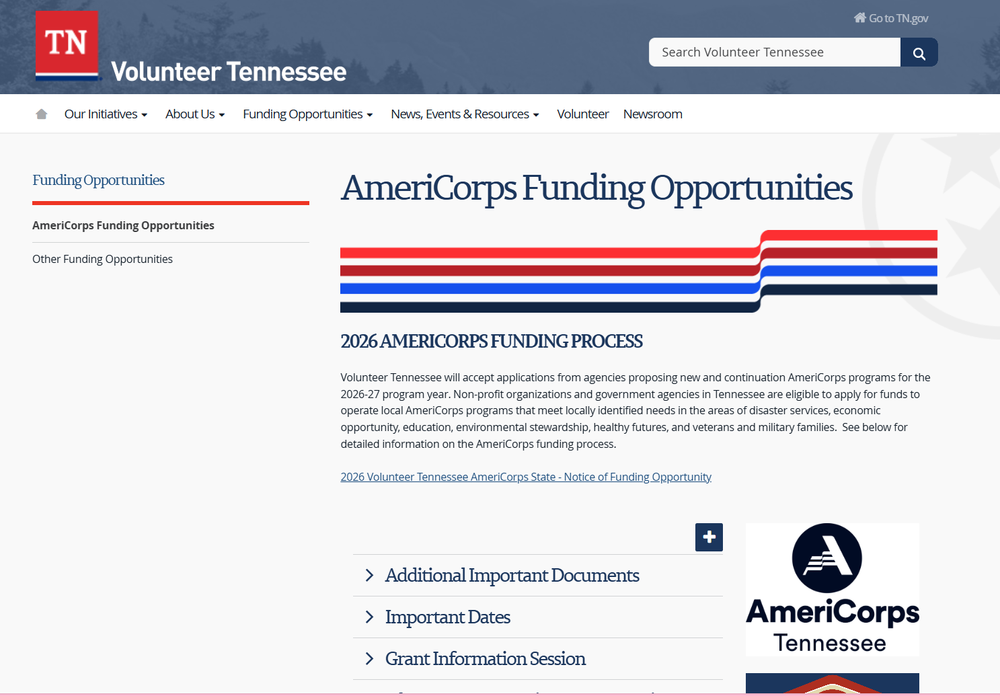 Go to TN.gov
TN
Volunteer Tennessee
Search Volunteer Tennessee
Our Initiatives
About Us
Funding Opportunities
News, Events & Resources
Volunteer
Newsroom
Funding Opportunities
AmeriCorps Funding Opportunities
Other Funding Opportunities
AmeriCorps Funding Opportunities
2026 AMERICORPS FUNDING PROCESS
Volunteer Tennessee will accept applications from agencies proposing new and continuation AmeriCorps programs for the
2026-27 program year. Non-profit organizations and government agencies in Tennessee are eligible to apply for funds to
operate local AmeriCorps programs that meet locally identified needs in the areas of disaster services, economic
opportunity, education, environmental stewardship, healthy futures, and veterans and military families.  See below for
detailed information on the AmeriCorps funding process.
2026 Volunteer Tennessee AmeriCorps State - Notice of Funding Opportunity
Additional Important Documents
Important Dates
Grant Information Session
AmeriCorps
Tennessee